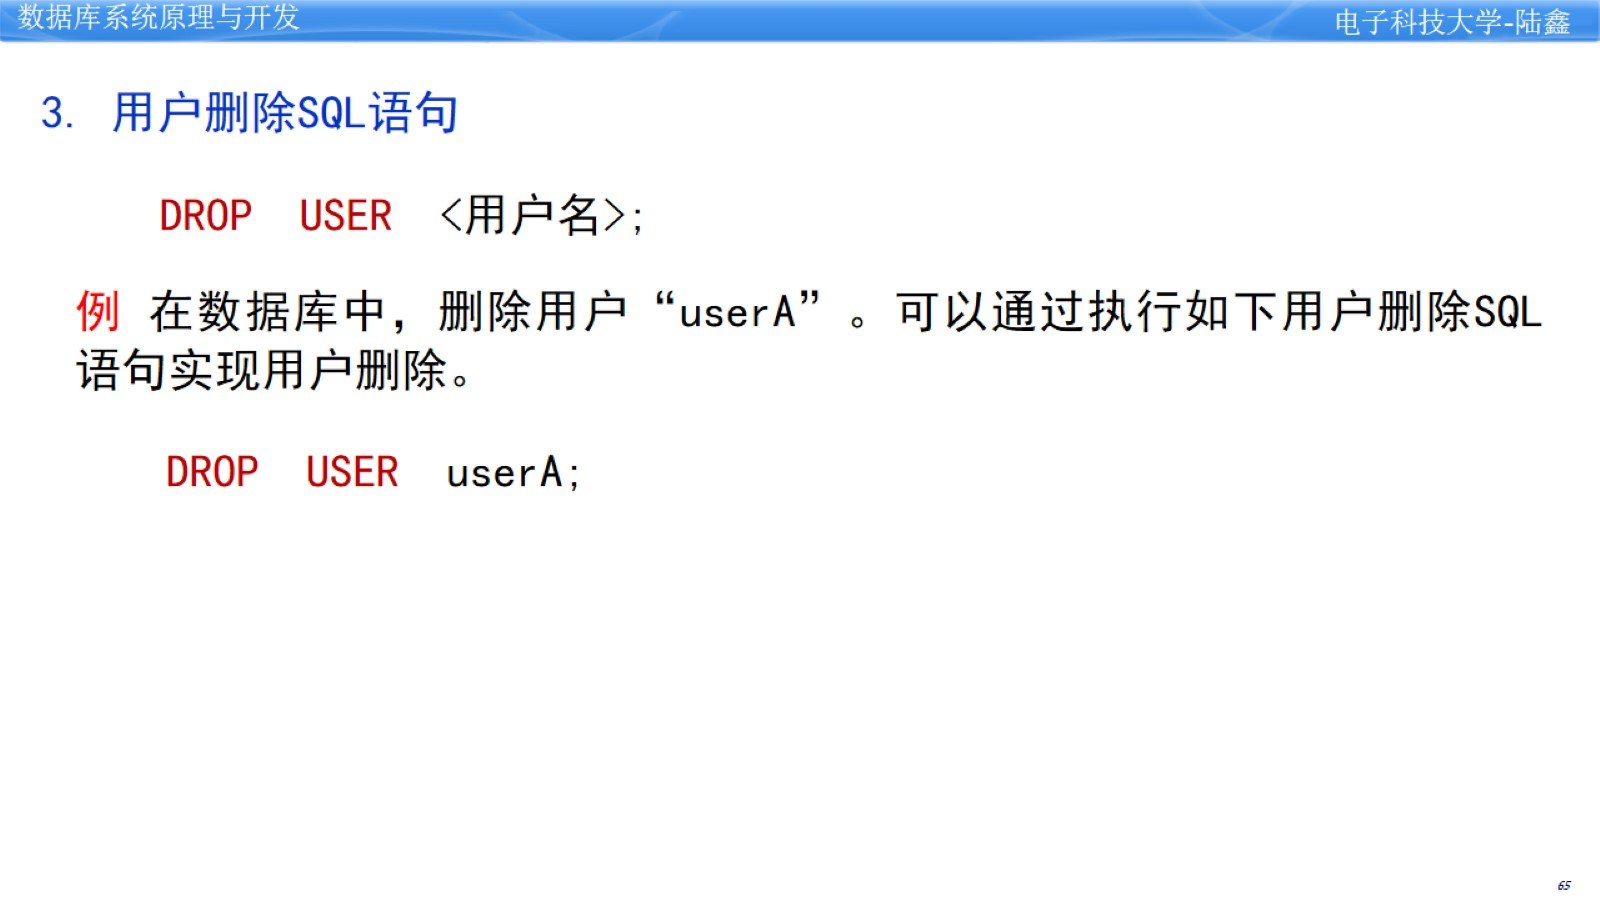 数据库系统原理与开发
电子科技大学-陆鑫
3. 用户删除SQL语句
DROP USER <用户名>;
例 在数据库中，删除用户“userA”。可以通过执行如下用户删除SQL
语句实现用户删除。
DROP USER userA;
65